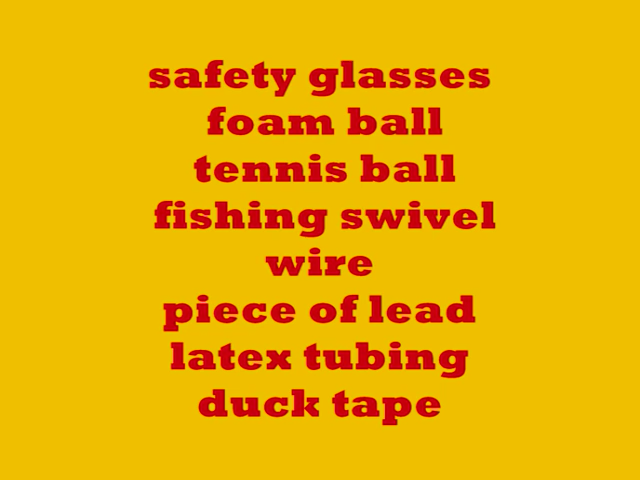 safety glasses
foam ball
tennis ball
fishing swivel
wire
piece of lead
latex tubing
duck tape